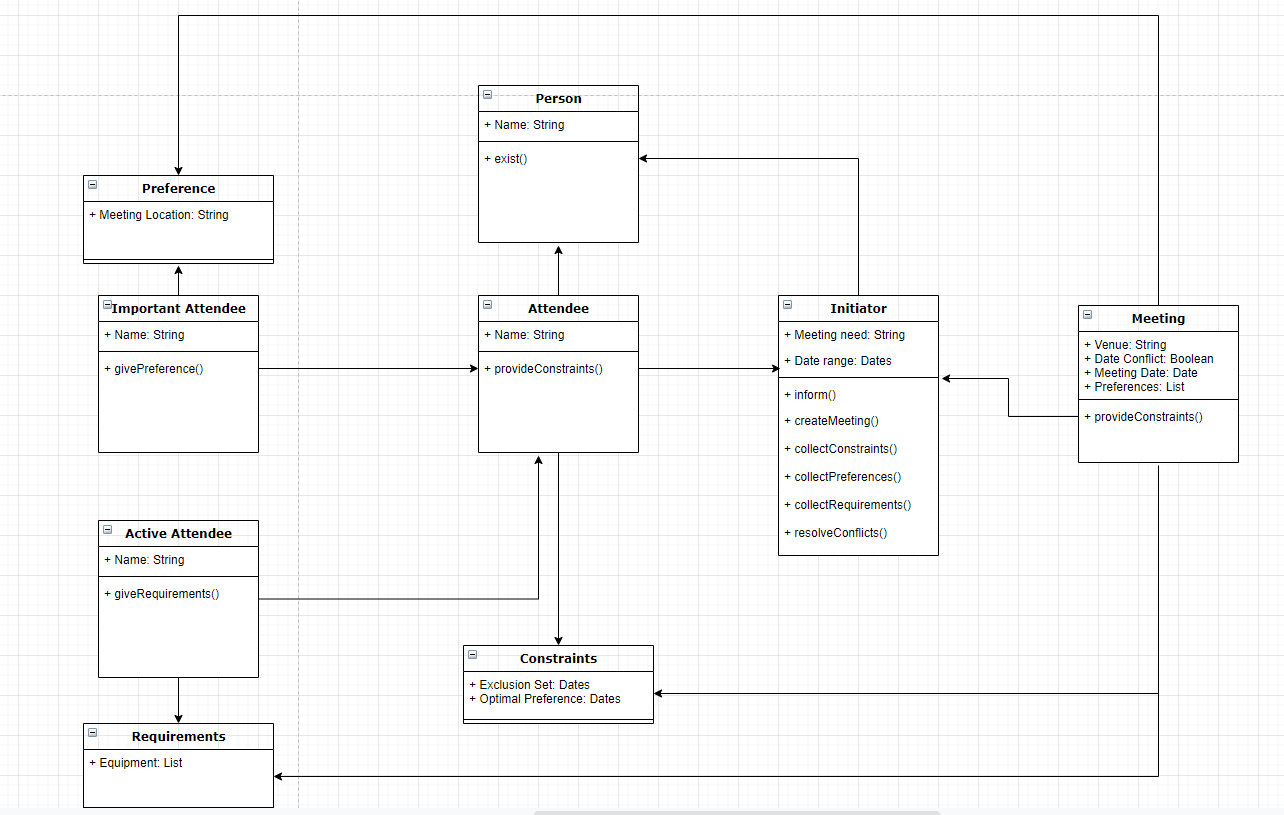 Person
+ Name: String
+ exist()
Preference
+ Meeting Location: String
Important Attendee
+ Name: String
+ givePreference()
Attendee
+ Name: String
+ provideConstraints()
Initiator
+ Meeting need: String
+ Date range: Dates
+ inform()
+ createMeeting()
+ collectConstraints()
+ collectPreferences()
+ collectRequirements()
+ resolveConflicts()
Meeting
+ Venue: String
+ Date Conflict: Boolean
+ Meeting Date: Date
+ Preferences: List
+ provideConstraints()
Active Attendee
+ Name: String
+ giveRequirements()
Constraints
+ Exclusion Set: Dates
+ Optimal Preference: Dates
Requirements
+ Equipment: List